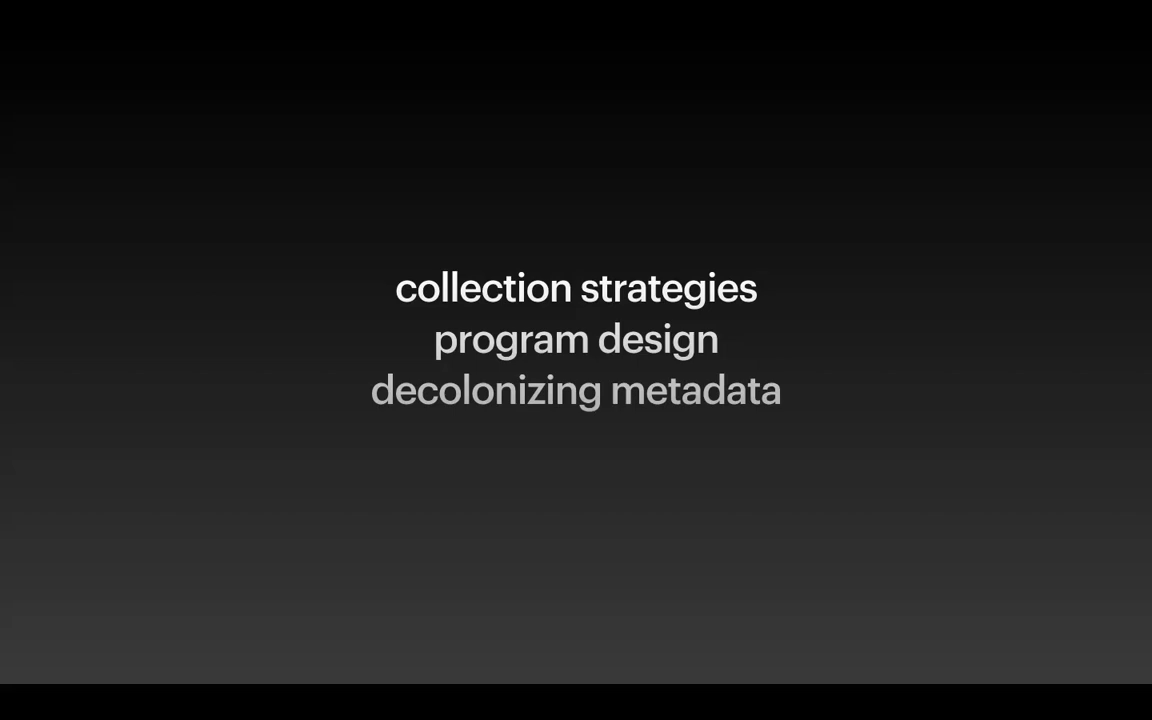 collection strategies
program design
decolonizing metadata